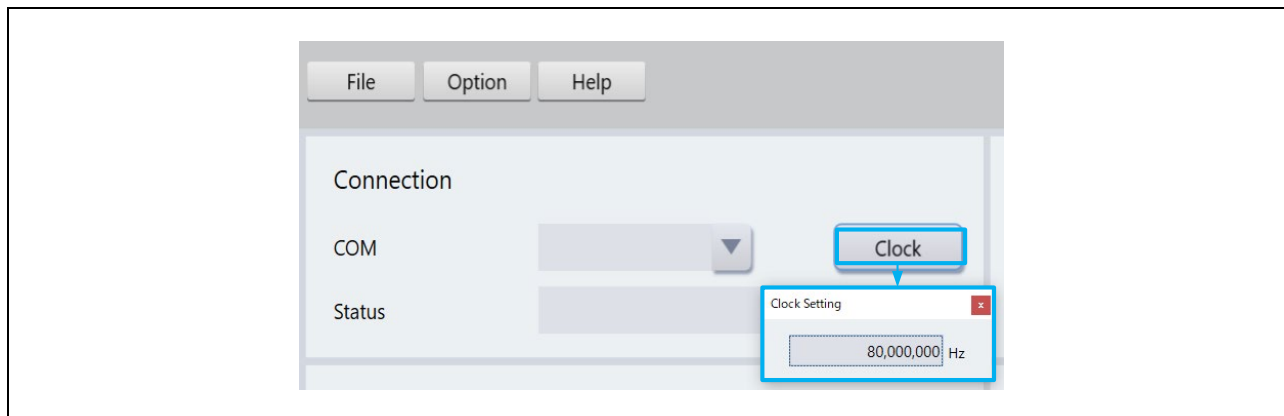 File Option Help
Connection
COM
Clock
Status
Clock Setting
x
80,000,000 Hz